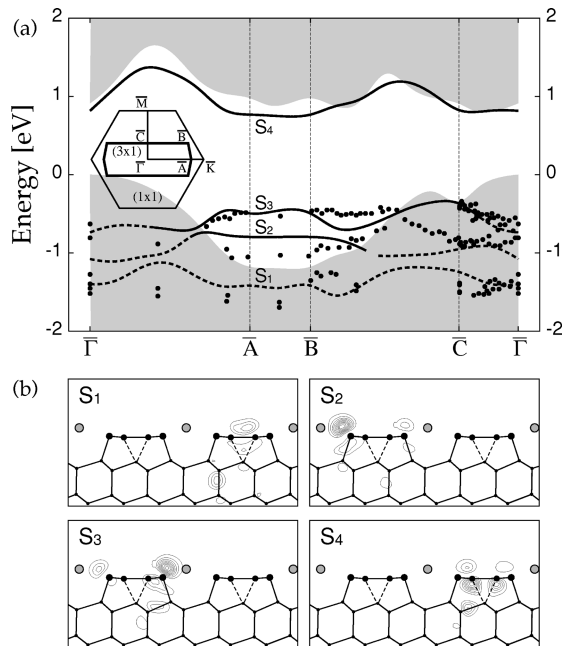 (a)
2
1
0
-1
-2
Energy [eV]
2
1
0
-1
-2
M̅
C̅
B̅
(3x1)
Γ̅
A̅
K̅
(1x1)
S₄
S₃
S₂
S₁
Γ̅
A̅
B̅
C̅
Γ̅
(b)
S₁
S₂
S₃
S₄